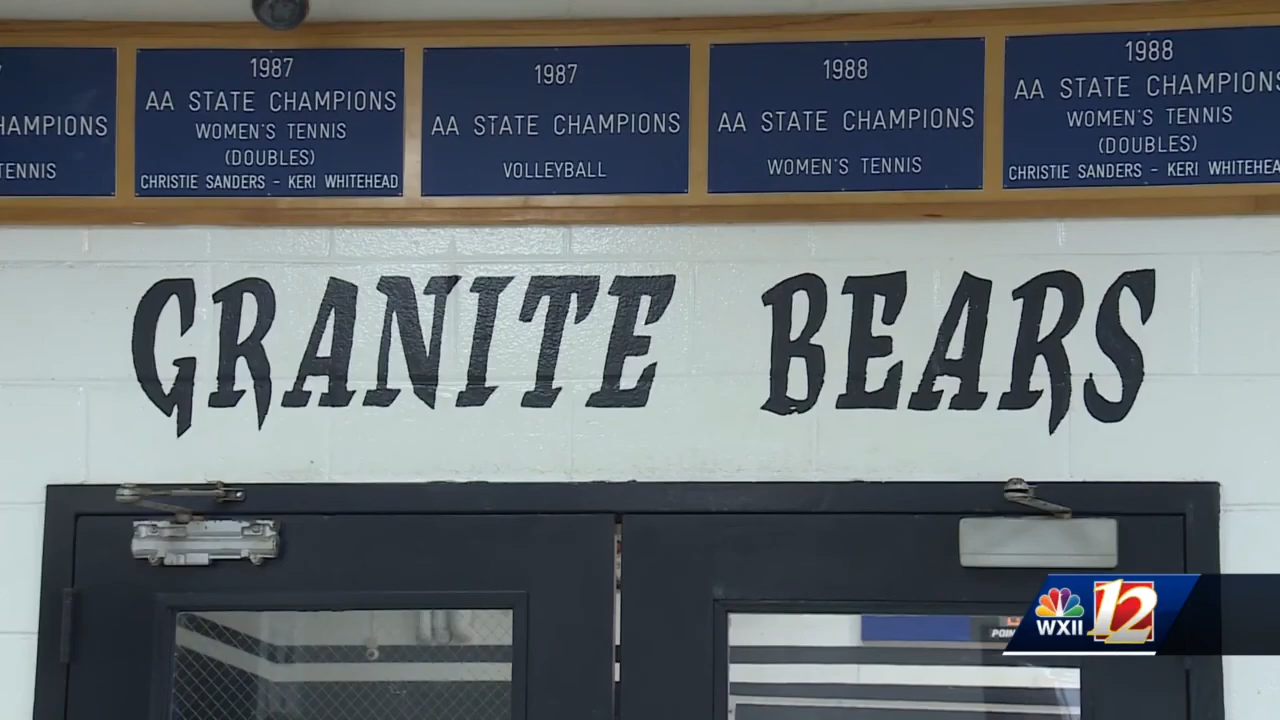 HAMPIONS
TENNIS
1987
AA STATE CHAMPIONS
WOMEN'S TENNIS
(DOUBLES)
CHRISTIE SANDERS - KERI WHITEHEAD
1987
AA STATE CHAMPIONS
VOLLEYBALL
1988
AA STATE CHAMPIONS
WOMEN'S TENNIS
1988
AA STATE CHAMPIONS
WOMEN'S TENNIS
(DOUBLES)
CHRISTIE SANDERS - KERI WHITEHEA
GRANITE BEARS
POIN
WXII 12